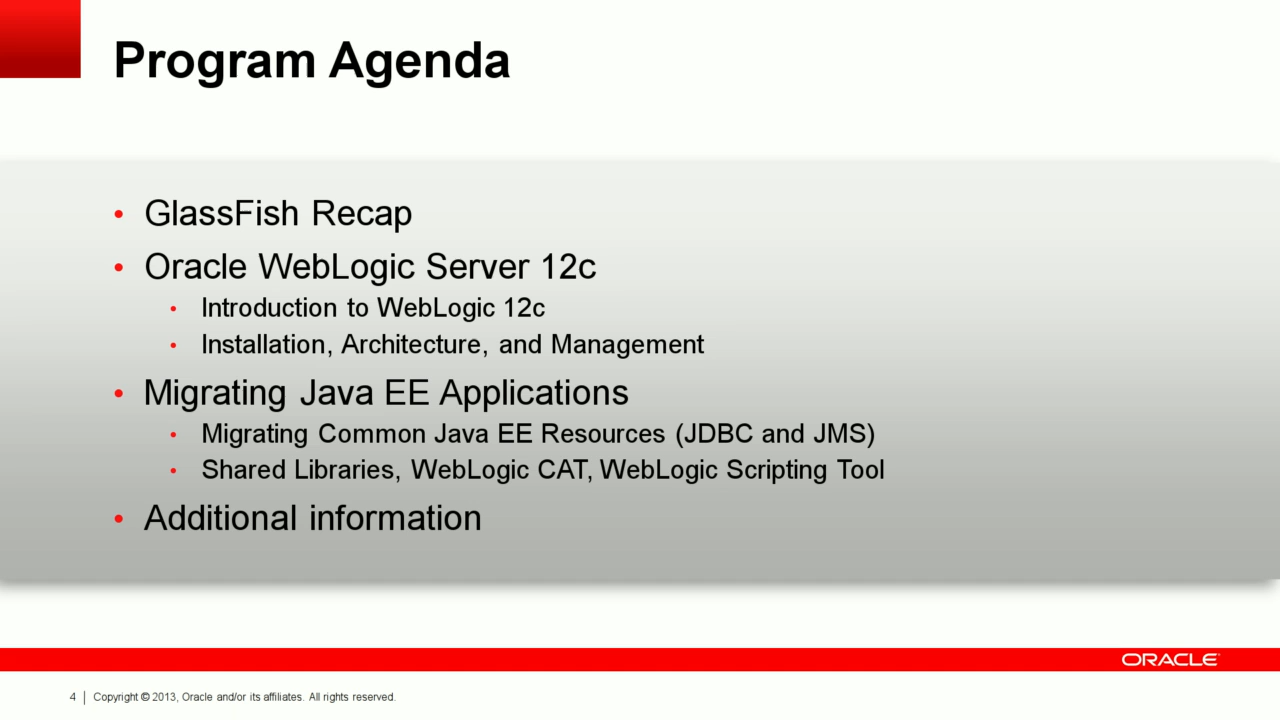 Program Agenda
• GlassFish Recap
• Oracle WebLogic Server 12c
• Introduction to WebLogic 12c
• Installation, Architecture, and Management
• Migrating Java EE Applications
• Migrating Common Java EE Resources (JDBC and JMS)
• Shared Libraries, WebLogic CAT, WebLogic Scripting Tool
• Additional information
ORACLE
4 | Copyright © 2013, Oracle and/or its affiliates. All rights reserved.